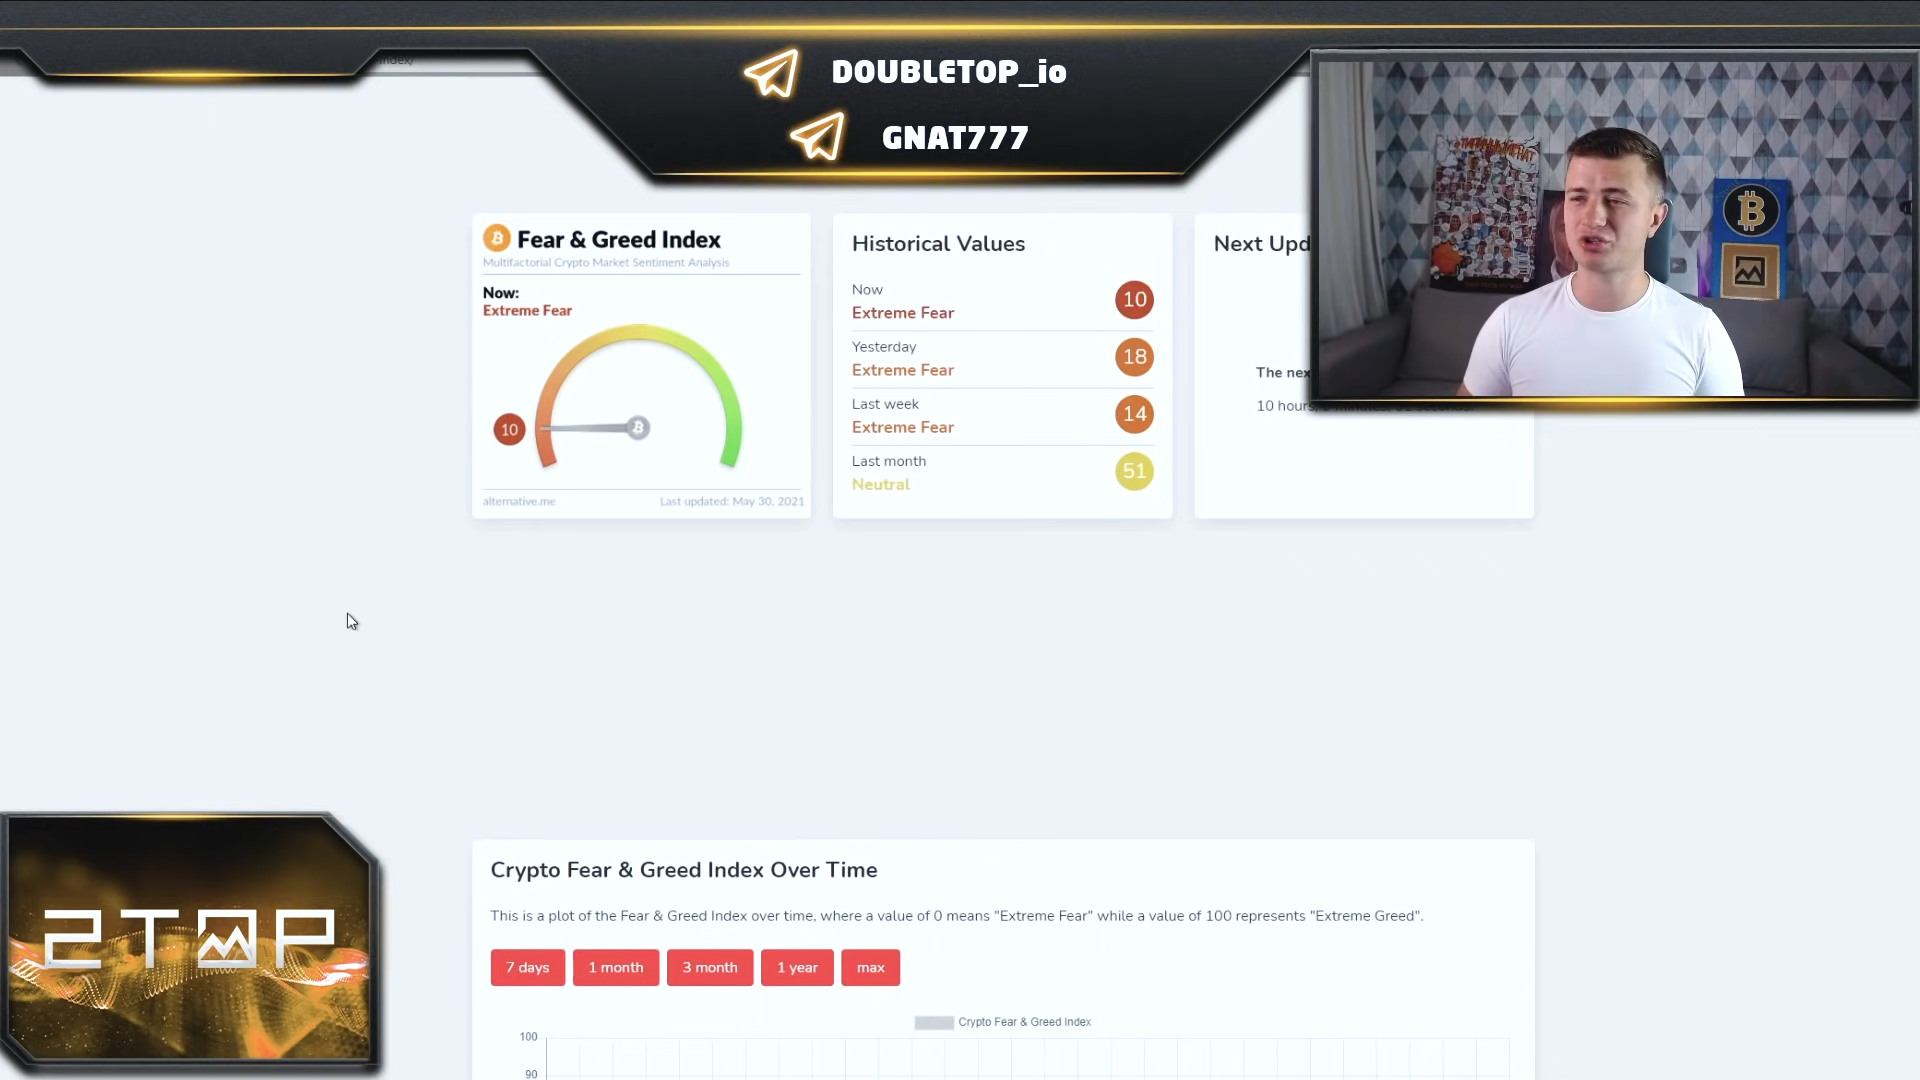 index/
DOUBLETOP_io
GNAT777
Fear & Greed Index
Multifactorial Crypto Market Sentiment Analysis
Now:
Extreme Fear
10
alternative.me
Last updated: May 30, 2021
Historical Values
Now
Extreme Fear
10
Yesterday
Extreme Fear
18
Last week
Extreme Fear
14
Last month
Neutral
51
Next Upd
The nex
10 hours
2TOP
Crypto Fear & Greed Index Over Time
This is a plot of the Fear & Greed Index over time, where a value of 0 means "Extreme Fear" while a value of 100 represents "Extreme Greed".
7 days
1 month
3 month
1 year
max
Crypto Fear & Greed Index
100
90